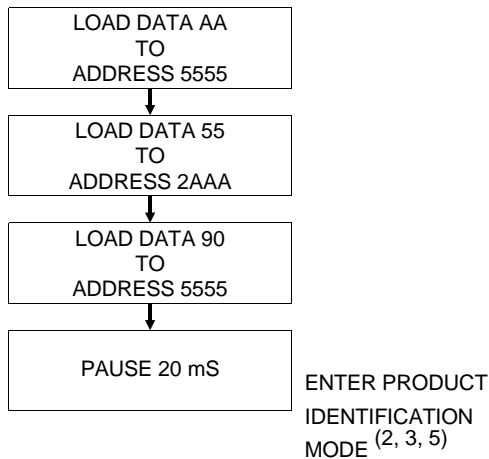 LOAD DATA AA
TO
ADDRESS 5555
LOAD DATA 55
TO
ADDRESS 2AAA
LOAD DATA 90
TO
ADDRESS 5555
PAUSE 20 mS
ENTER PRODUCT
IDENTIFICATION
MODE (2, 3, 5)